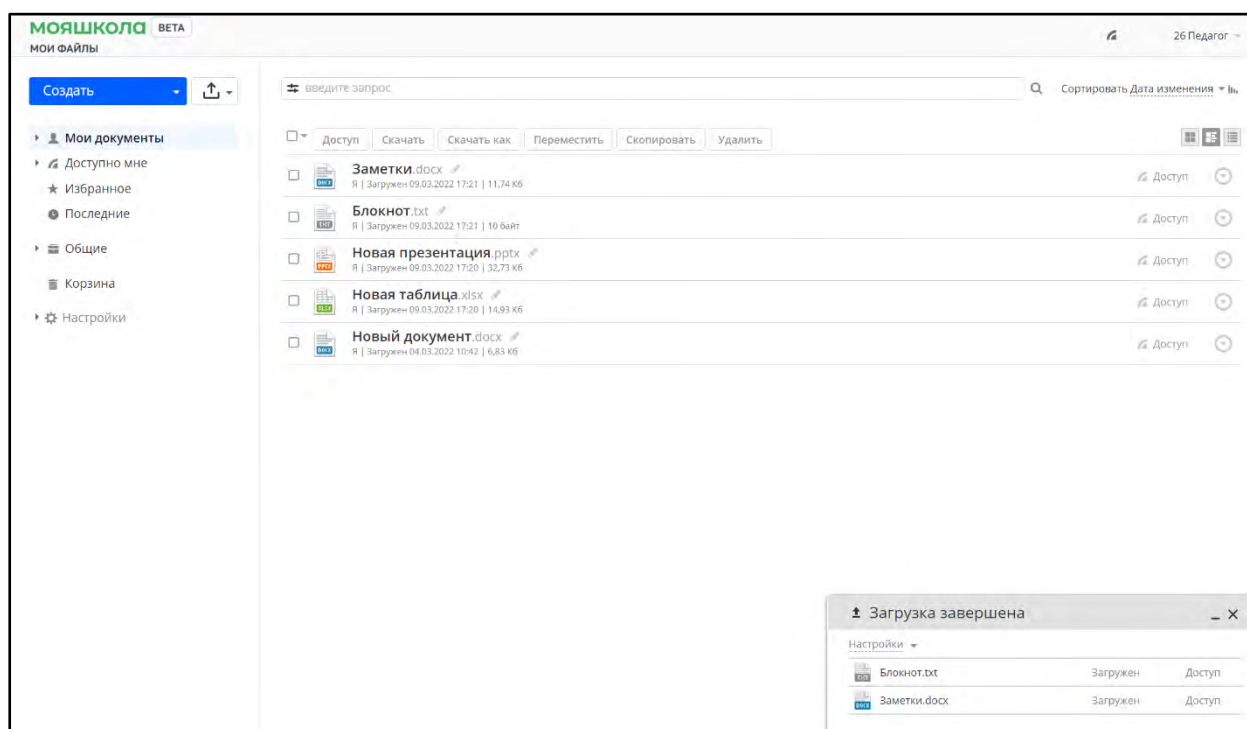 МОЯШКОЛА BETA
МОИ ФАЙЛЫ
26 Педагог
Создать
Мои документы
Доступно мне
Избранное
Последние
Общие
Корзина
Настройки
введите запрос
Сортировать Дата изменения
Доступ Скачать Скачать как Переместить Скопировать Удалить
Заметки.docx
Я | Загружен 09.03.2022 17:21 | 11,74 Кб
Доступ
Блокнот.txt
Я | Загружен 09.03.2022 17:21 | 10 байт
Доступ
Новая презентация.pptx
Я | Загружен 09.03.2022 17:20 | 32,73 Кб
Доступ
Новая таблица.xlsx
Я | Загружен 09.03.2022 17:20 | 14,93 Кб
Доступ
Новый документ.docx
Я | Загружен 04.03.2022 10:42 | 6,83 Кб
Доступ
Загрузка завершена
Настройки
Блокнот.txt Загружен Доступ
Заметки.docx Загружен Доступ